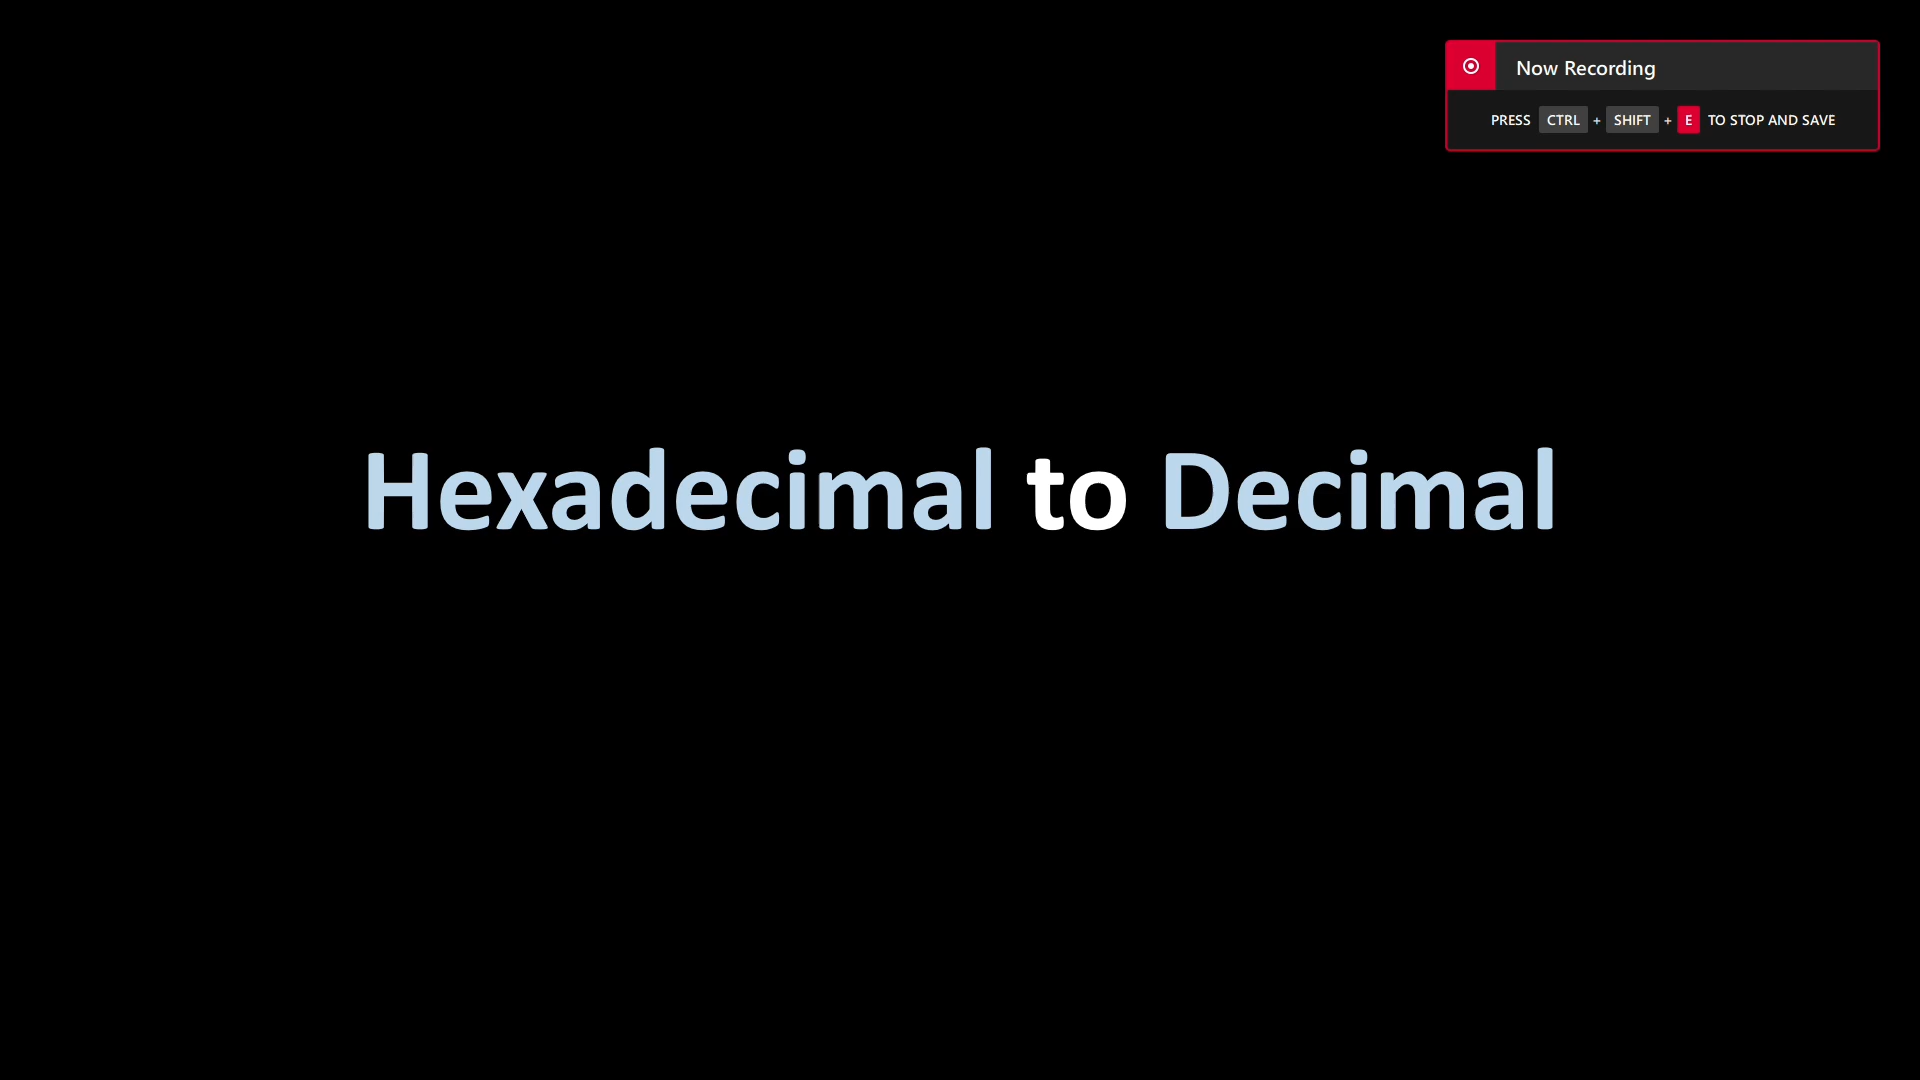 Now Recording
PRESS CTRL + SHIFT + E TO STOP AND SAVE
Hexadecimal to Decimal